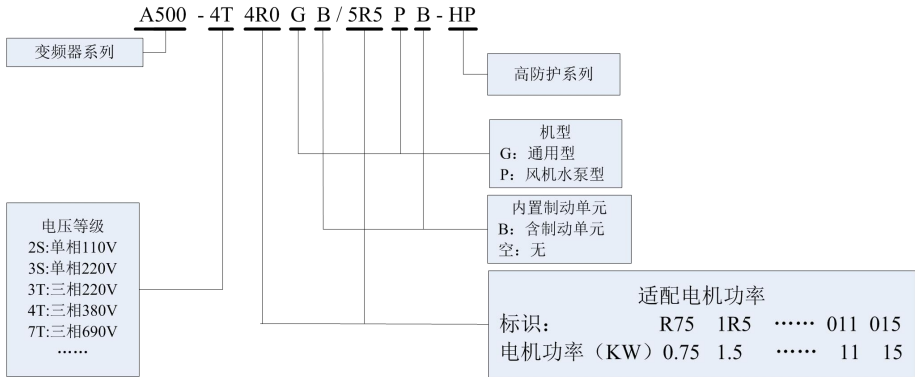 A500 - 4T 4R0 G B / 5R5 P B - HP
变频器系列
高防护系列
机型
G：通用型
P：风机水泵型
内置制动单元
B：含制动单元
空：无
电压等级
2S:单相110V
3S:单相220V
3T:三相220V
4T:三相380V
7T:三相690V
……
适配电机功率
标识： R75 1R5 …… 011 015
电机功率（KW）0.75 1.5 …… 11 15